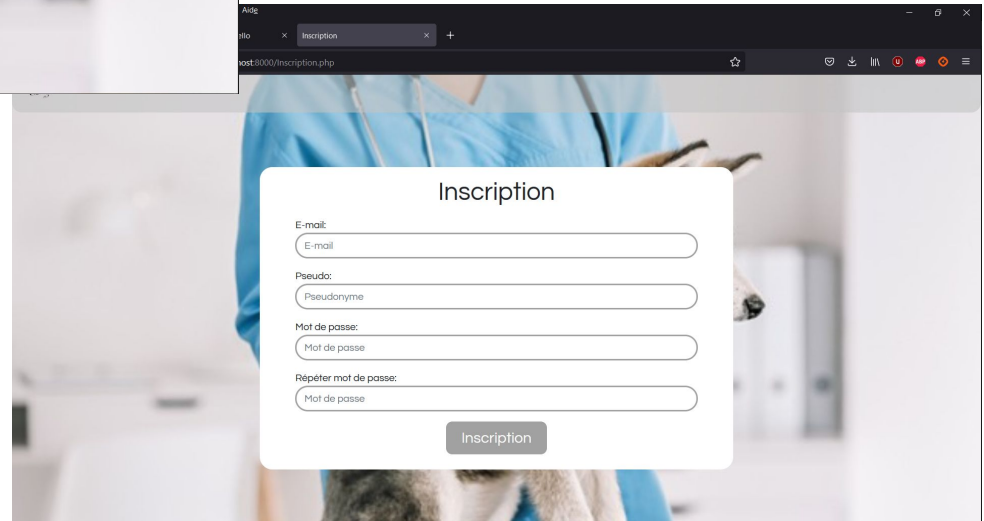 Aide
ello
Inscription
ost:8000/Inscription.php
Inscription
E-mail:
E-mail
Pseudo:
Pseudonyme
Mot de passe:
Mot de passe
Répéter mot de passe:
Mot de passe
Inscription